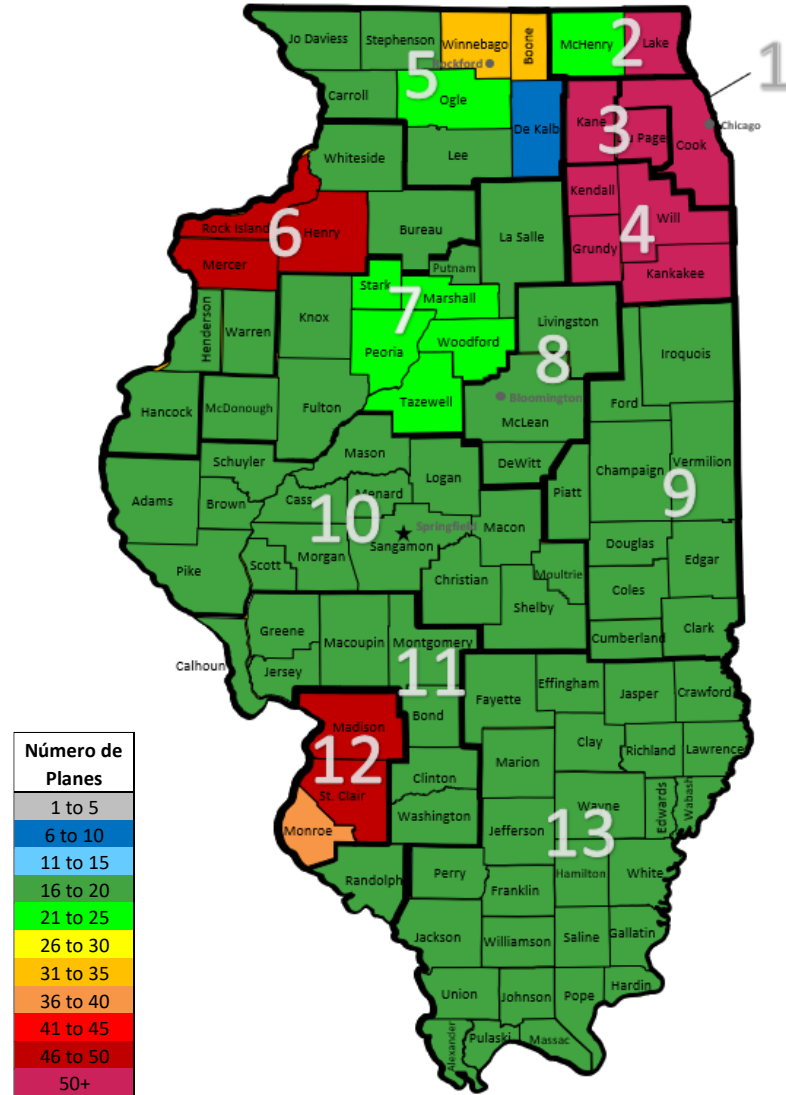 Jo Daviess
Stephenson
Winnebago
Boone
McHenry
Lake
2
1
Rockford
5
Carroll
Ogle
De Kalb
Kane
3
Du Page
Cook
Chicago
Whiteside
Lee
Kendall
Will
Rock Island
6
Henry
Bureau
La Salle
Grundy
4
Mercer
Putnam
Kankakee
Stark
7
Marshall
Henderson
Warren
Knox
Peoria
Woodford
Livingston
8
Iroquois
Hancock
McDonough
Fulton
Tazewell
Bloomington
McLean
Ford
Mason
Schuyler
Logan
DeWitt
Champaign
Vermilion
Adams
Brown
Cass
Menard
Piatt
9
10
Springfield
Macon
Sangamon
Morgan
Scott
Pike
Christian
Moultrie
Douglas
Edgar
Coles
Shelby
Greene
Macoupin
Montgomery
Cumberland
Clark
Calhoun
Jersey
11
Fayette
Effingham
Jasper
Crawford
Madison
Bond
12
Clay
Richland
Lawrence
Marion
St. Clair
Clinton
Wayne
Edwards
Wabash
Monroe
Washington
Jefferson
13
Randolph
Perry
Hamilton
White
Franklin
Jackson
Williamson
Saline
Gallatin
Union
Johnson
Pope
Hardin
Alexander
Pulaski
Massac
Número de
Planes
1 to 5
6 to 10
11 to 15
16 to 20
21 to 25
26 to 30
31 to 35
36 to 40
41 to 45
46 to 50
50+